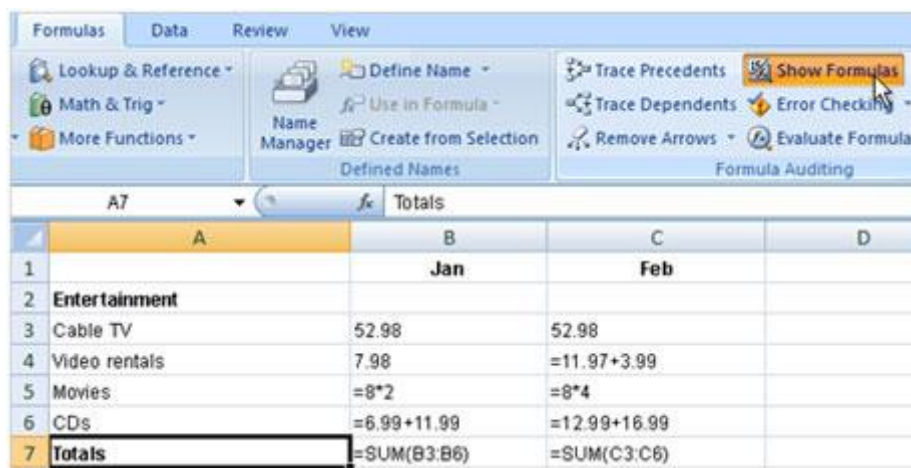 Formulas Data Review View
Lookup & Reference
Math & Trig
More Functions
Name Manager
Define Name
Use in Formula
Create from Selection
Defined Names
Trace Precedents
Trace Dependents
Remove Arrows
Show Formulas
Error Checking
Evaluate Formula
Formula Auditing
A7 fx Totals
A B C D
1 Jan Feb
2 Entertainment
3 Cable TV 52.98 52.98
4 Video rentals 7.98 =11.97+3.99
5 Movies =8*2 =8*4
6 CDs =6.99+11.99 =12.99+16.99
7 Totals =SUM(B3:B6) =SUM(C3:C6)